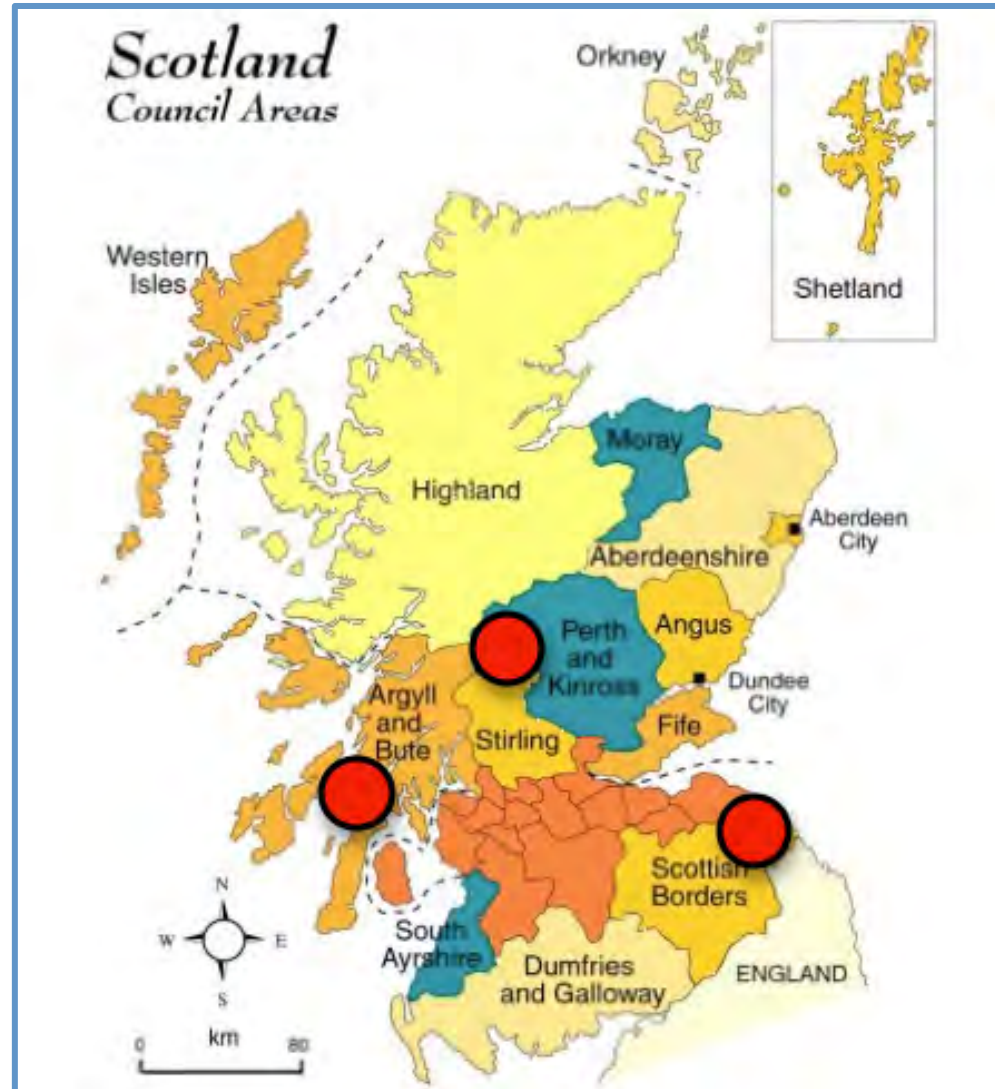 Scotland
Council Areas
Orkney
Western
Isles
Shetland
Moray
Highland
Aberdeen
City
Aberdeenshire
Perth
and
Kinross
Angus
Dundee
City
Argyll
and
Bute
Stirling
Fife
Scottish
Borders
South
Ayrshire
Dumfries
and Galloway
ENGLAND
N
W
E
S
km
0
80